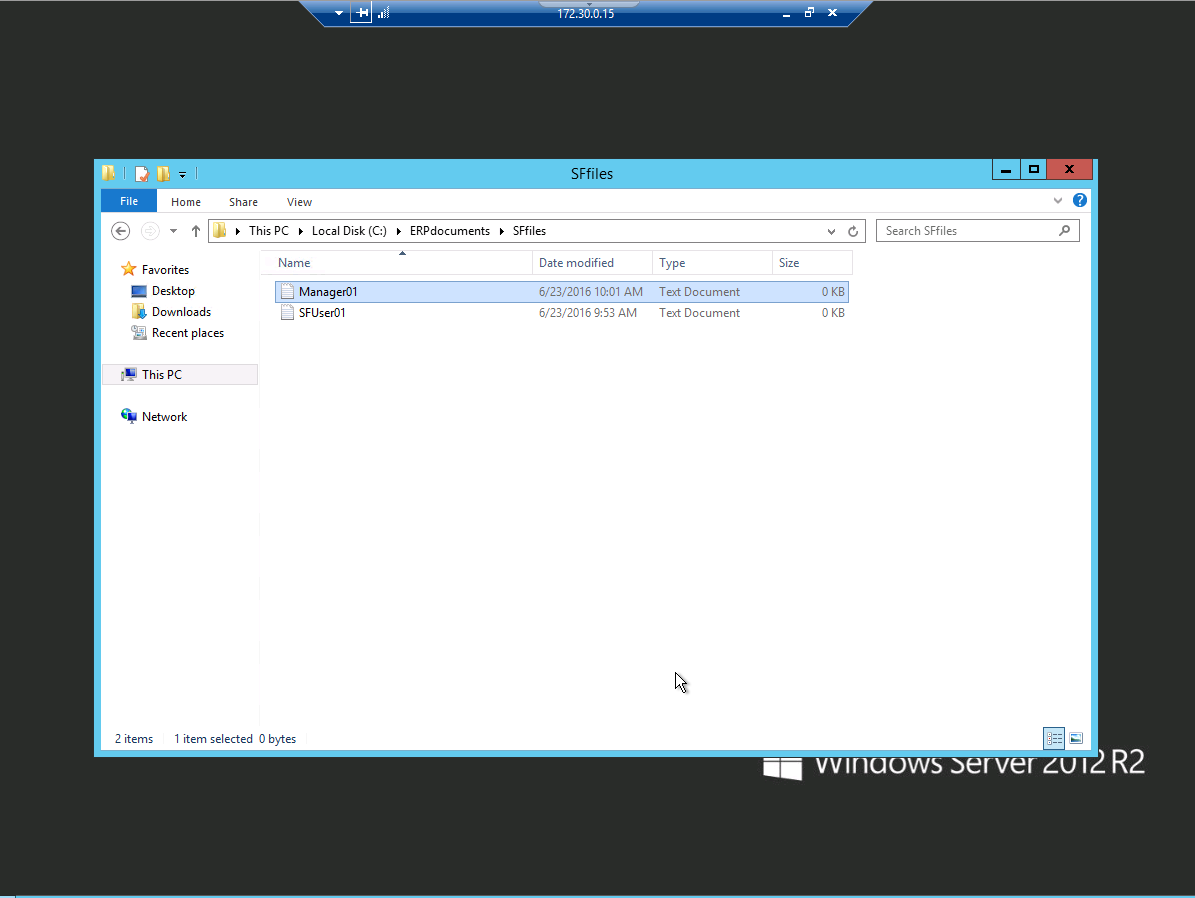 172.30.0.15
SFfiles
File Home Share View
This PC Local Disk (C:) ERPdocuments SFfiles Search SFfiles
Name Date modified Type Size
Favorites
Desktop Manager01 6/23/2016 10:01 AM Text Document 0 KB
Downloads SFUser01 6/23/2016 9:53 AM Text Document 0 KB
Recent places
This PC
Network
2 items 1 item selected 0 bytes
Windows Server 2012 R2